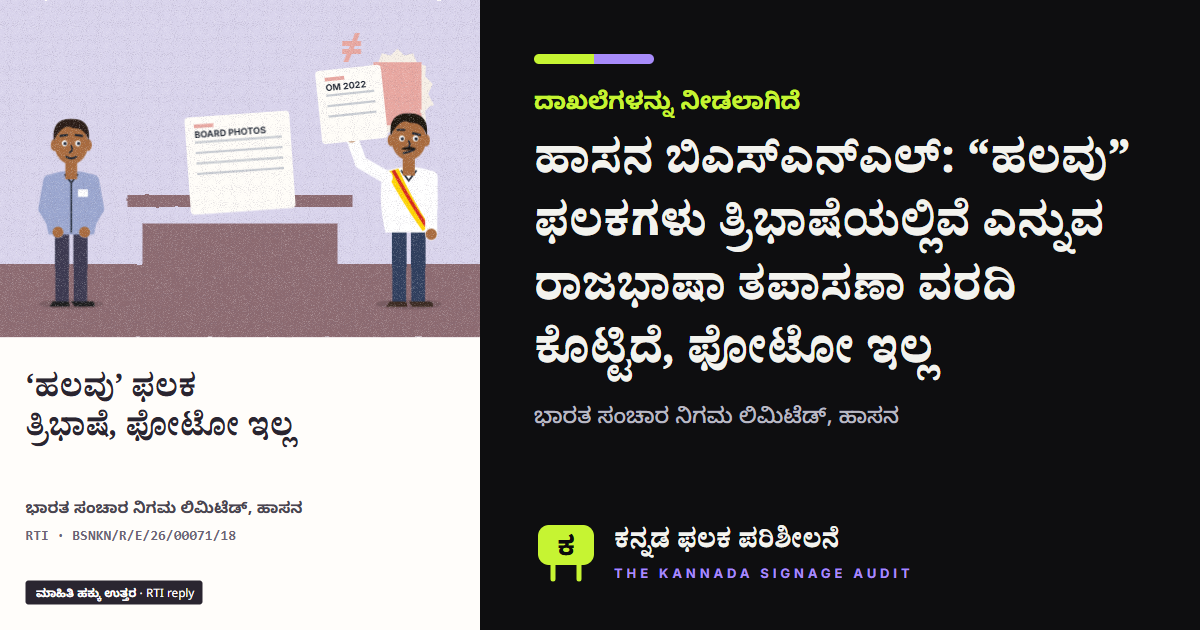 ≠
OM 2022
BOARD PHOTOS
‘ಹಲವು’ ಫಲಕ
ತ್ರಿಭಾಷೆ, ಫೋಟೋ ಇಲ್ಲ
ಭಾರತ ಸಂಚಾರ ನಿಗಮ ಲಿಮಿಟೆಡ್, ಹಾಸನ
RTI · BSNKN/R/E/26/00071/18
ಮಾಹಿತಿ ಹಕ್ಕು ಉತ್ತರ · RTI reply
ದಾಖಲೆಗಳನ್ನು ನೀಡಲಾಗಿದೆ
ಹಾಸನ ಬಿಎಸ್‌ಎನ್‌ಎಲ್: “ಹಲವು”
ಫಲಕಗಳು ತ್ರಿಭಾಷೆಯಲ್ಲಿವೆ ಎನ್ನುವ
ರಾಜಭಾಷಾ ತಪಾಸಣಾ ವರದಿ
ಕೊಟ್ಟಿದೆ, ಫೋಟೋ ಇಲ್ಲ
ಭಾರತ ಸಂಚಾರ ನಿಗಮ ಲಿಮಿಟೆಡ್, ಹಾಸನ
ಕ
ಕನ್ನಡ ಫಲಕ ಪರಿಶೀಲನೆ
THE KANNADA SIGNAGE AUDIT